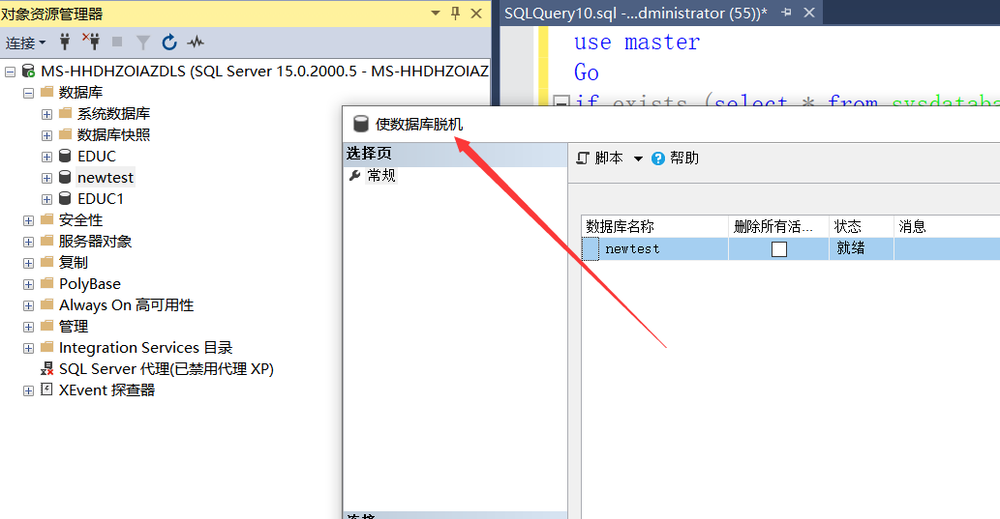 对象资源管理器
连接
MS-HHDHZOIAZDLS (SQL Server 15.0.2000.5 - MS-HHDHZOIAZ
数据库
系统数据库
数据库快照
EDUC
newtest
EDUC1
安全性
服务器对象
复制
PolyBase
Always On 高可用性
管理
Integration Services 目录
SQL Server 代理(已禁用代理 XP)
XEvent 探查器
SQLQuery10.sql -...dministrator (55))*
use master
Go
if exists (select * from sysdataba
使数据库脱机
选择页
常规
脚本 帮助
数据库名称 删除所有活... 状态 消息
newtest 就绪
连接